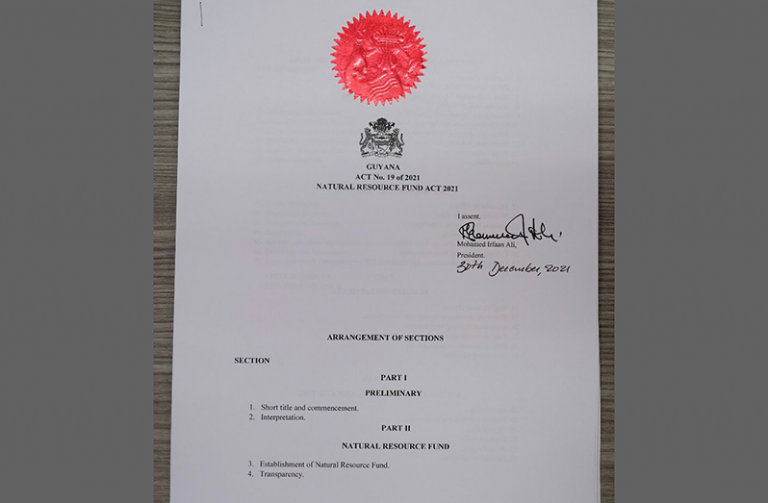 GUYANA
ACT No. 19 of 2021
NATURAL RESOURCE FUND ACT 2021
I assent.
Mohamed Irfaan Ali,
President.
30th December, 2021
ARRANGEMENT OF SECTIONS
SECTION
PART I
PRELIMINARY
1. Short title and commencement.
2. Interpretation.
PART II
NATURAL RESOURCE FUND
3. Establishment of Natural Resource Fund.
4. Transparency.